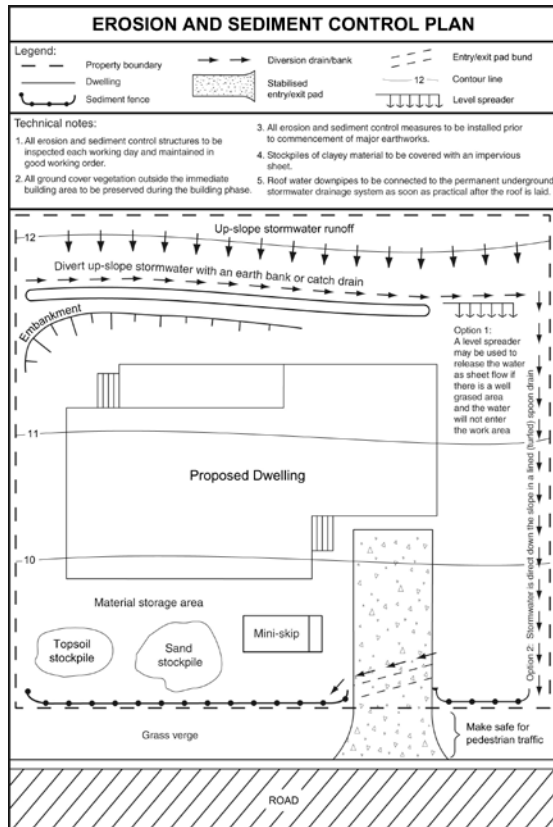 EROSION AND SEDIMENT CONTROL PLAN
Legend:
Property boundary
Dwelling
Sediment fence
Diversion drain/bank
Stabilised
entry/exit pad
Entry/exit pad bund
12
Contour line
Level spreader
Technical notes:
1. All erosion and sediment control structures to be
inspected each working day and maintained in
good working order.
2. All ground cover vegetation outside the immediate
building area to be preserved during the building phase.
3. All erosion and sediment control measures to be installed prior
to commencement of major earthworks.
4. Stockpiles of clayey material to be covered with an impervious
sheet.
5. Roof water downpipes to be connected to the permanent underground
stormwater drainage system as soon as practical after the roof is laid.
Up-slope stormwater runoff
12
Divert up-slope stormwater with an earth bank or catch drain
Embankment
Option 1:
A level spreader
may be used to
release the water
as sheet flow if
there is a well
grased area
and the water
will not enter
the work area
Option 2: Stormwater is direct down the slope in a lined (turfed) spoon drain
11
Proposed Dwelling
10
Material storage area
Topsoil
stockpile
Sand
stockpile
Mini-skip
Grass verge
Make safe for
pedestrian traffic
ROAD